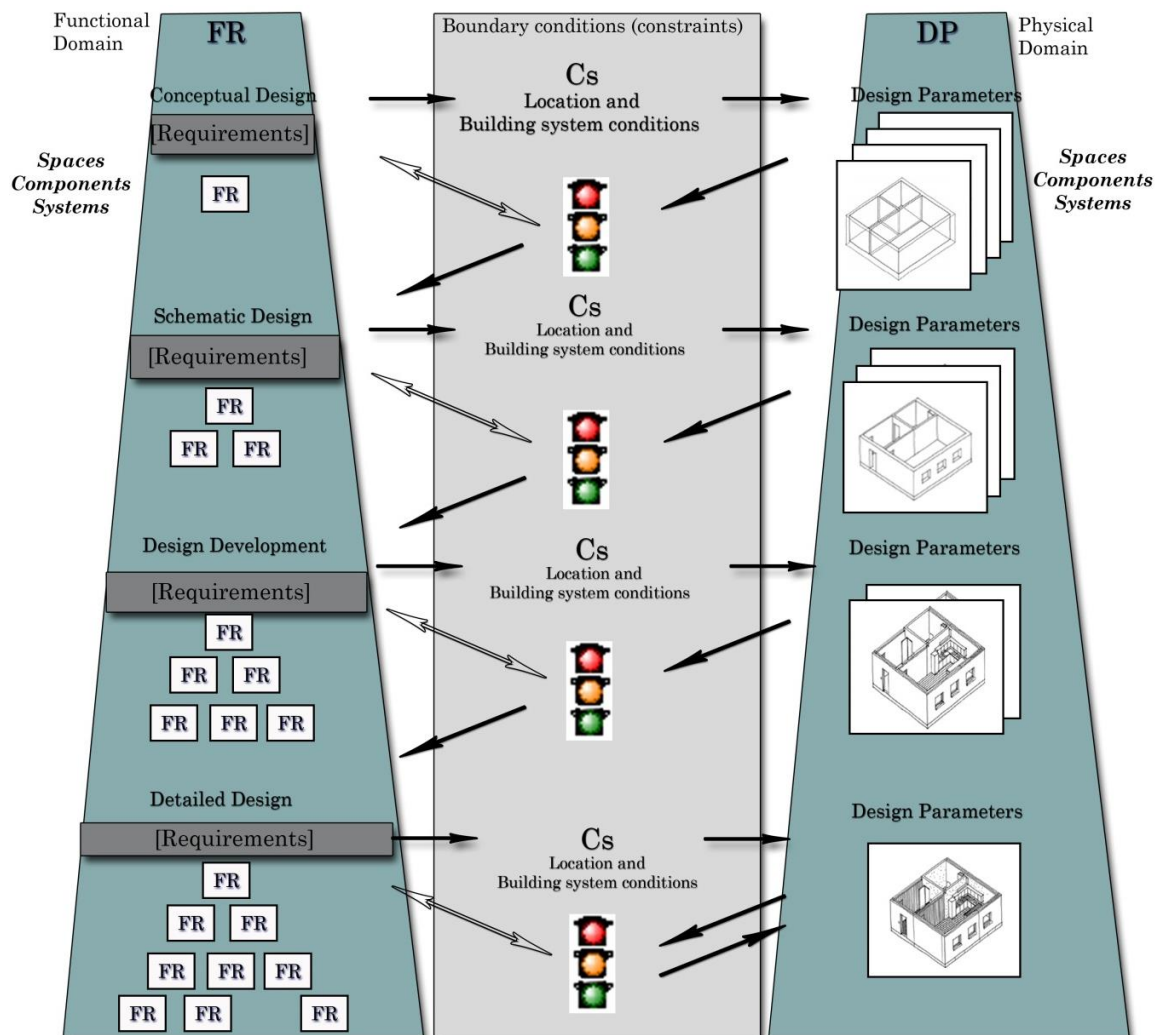 Functional
Domain
FR
Boundary conditions (constraints)
DP
Physical
Domain
Conceptual Design
[Requirements]
Spaces
Components
Systems
FR
Cs
Location and
Building system conditions
Design Parameters
Spaces
Components
Systems
Schematic Design
[Requirements]
FR
FR FR
Cs
Location and
Building system conditions
Design Parameters
Design Development
[Requirements]
FR
FR FR
FR FR FR
Cs
Location and
Building system conditions
Design Parameters
Detailed Design
[Requirements]
FR
FR FR
FR FR FR
FR FR FR
Cs
Location and
Building system conditions
Design Parameters